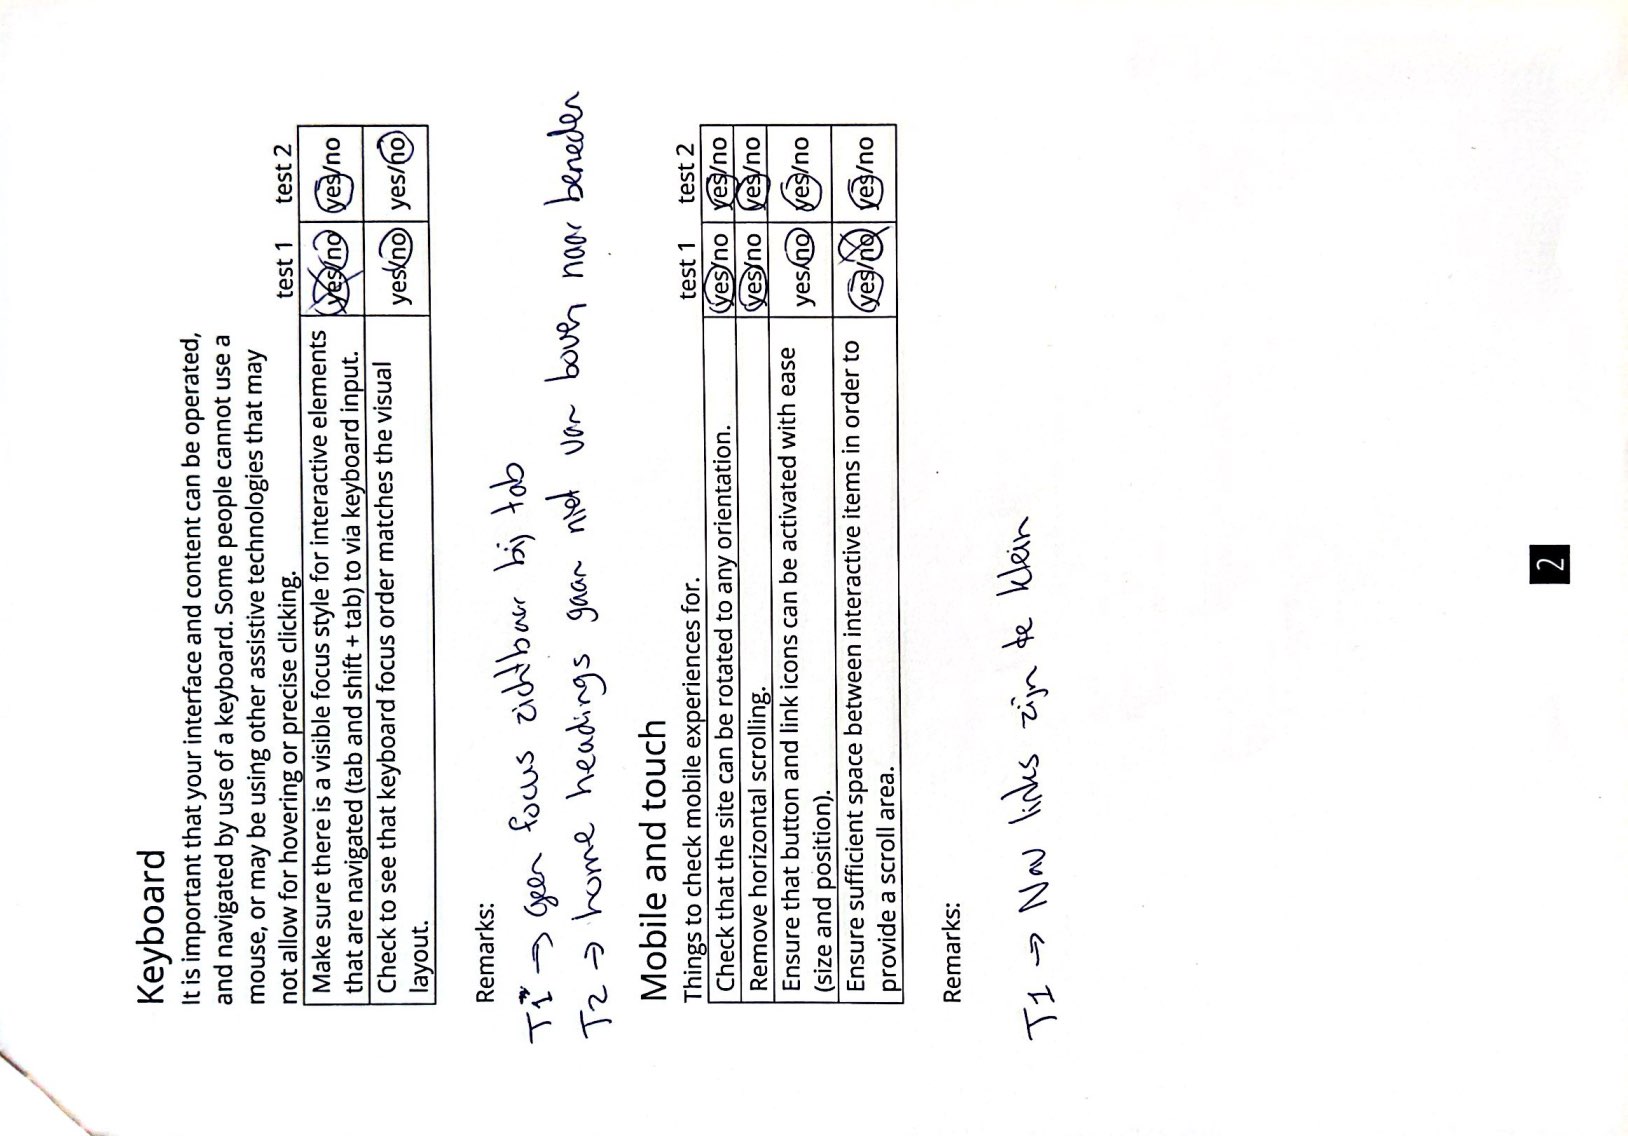 Keyboard
It is important that your interface and content can be operated,
and navigated by use of a keyboard. Some people cannot use a
mouse, or may be using other assistive technologies that may
not allow for hovering or precise clicking.
test 1 test 2
Make sure there is a visible focus style for interactive elements
that are navigated (tab and shift + tab) to via keyboard input.
yes/no yes/no
Check to see that keyboard focus order matches the visual
layout.
yes/no yes/no
Remarks:
T1 → geen focus zichtbaar bij tab
T2 → home headings gaan niet van boven naar beneden
Mobile and touch
Things to check mobile experiences for.
test 1 test 2
Check that the site can be rotated to any orientation. yes/no yes/no
Remove horizontal scrolling. yes/no yes/no
Ensure that button and link icons can be activated with ease
(size and position).
yes/no yes/no
Ensure sufficient space between interactive items in order to
provide a scroll area.
yes/no yes/no
Remarks:
T1 → Nav links zijn te klein
2